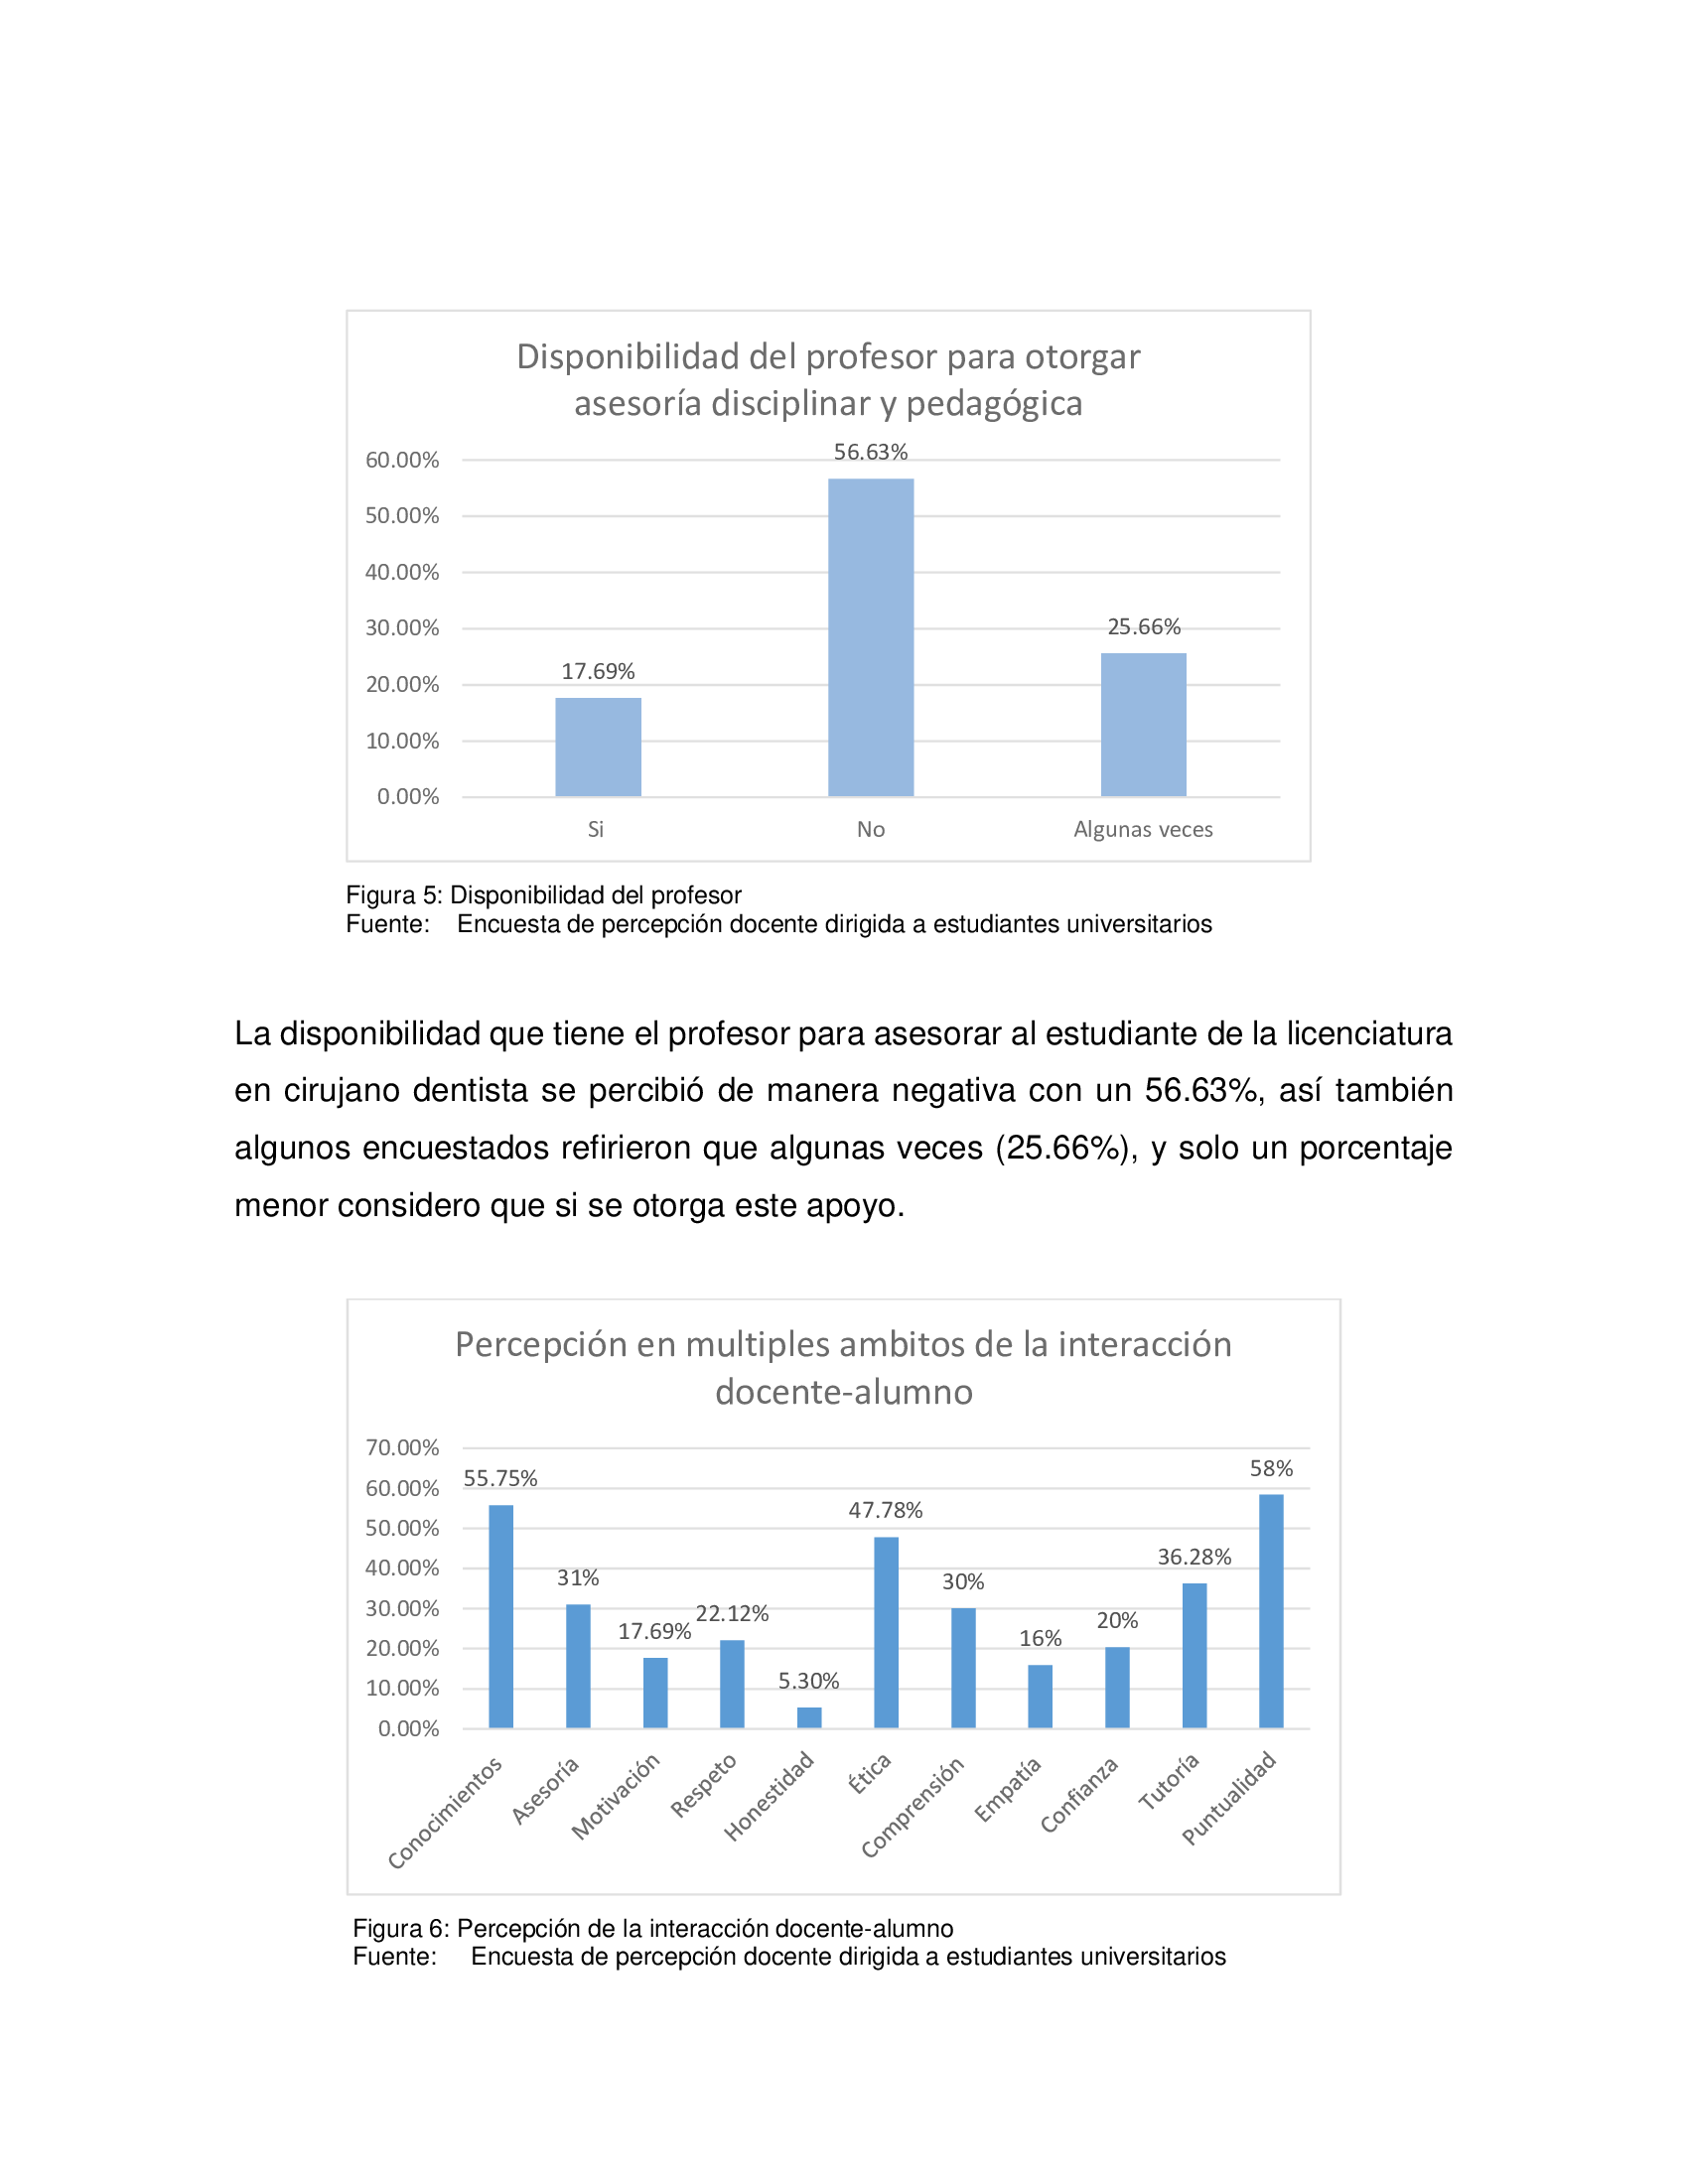 Disponibilidad del profesor para otorgar
asesoría disciplinar y pedagógica
56.63%
60.00%
50.00%
40.00%
30.00%
25.66%
17.69%
20.00%
10.00%
0.00%
Si
No
Algunas veces
Figura 5: Disponibilidad del profesor
Fuente: Encuesta de percepción docente dirigida a estudiantes universitarios
La disponibilidad que tiene el profesor para asesorar al estudiante de la licenciatura
en cirujano dentista se percibió de manera negativa con un 56.63%, así también
algunos encuestados refirieron que algunas veces (25.66%), y solo un porcentaje
menor considero que si se otorga este apoyo.
Percepción en multiples ambitos de la interacción
docente-alumno
70.00%
60.00%
50.00%
40.00%
30.00%
20.00%
10.00%
0.00%
55.75%
31%
17.69%
22.12%
5.30%
47.78%
30%
16%
20%
36.28%
58%
Conocimientos
Asesoría
Motivación
Respeto
Honestidad
Ética
Comprensión
Empatía
Confianza
Tutoría
Puntualidad
Figura 6: Percepción de la interacción docente-alumno
Fuente: Encuesta de percepción docente dirigida a estudiantes universitarios